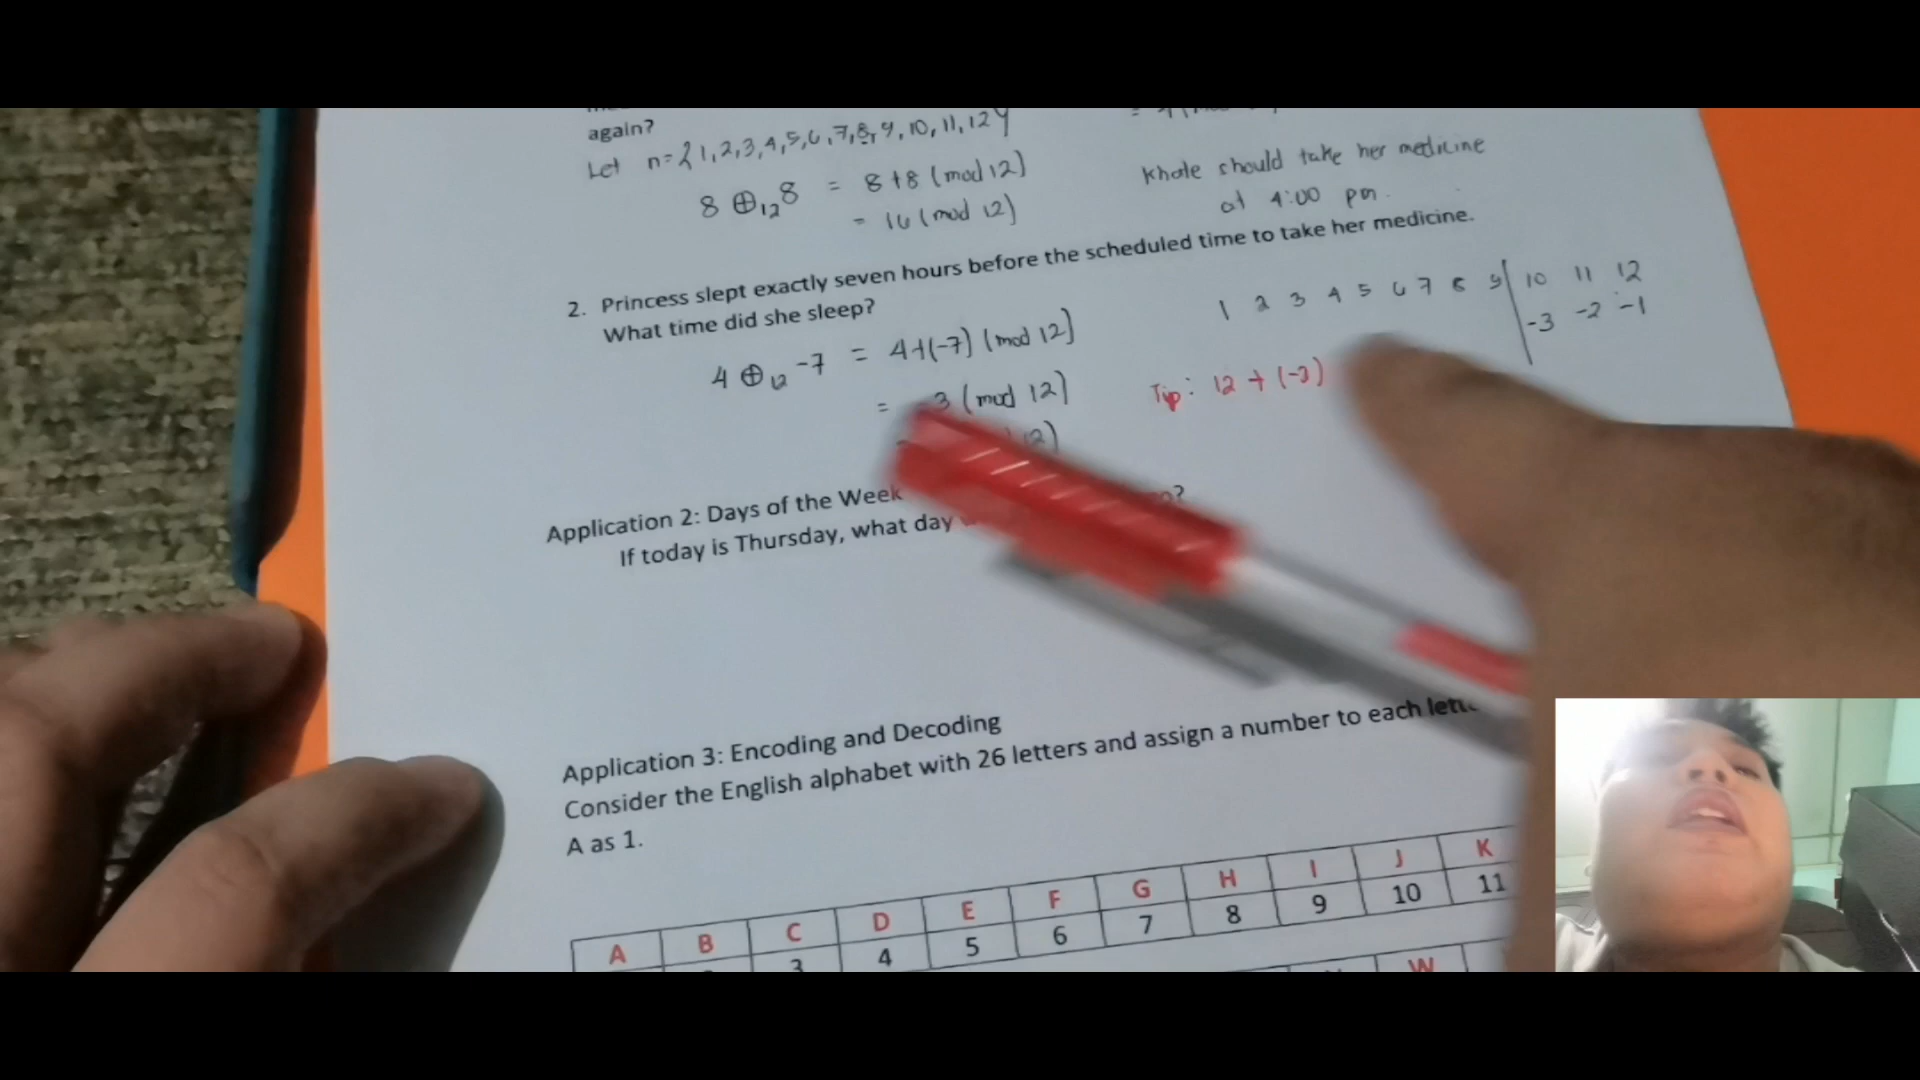 again?
Let n={1,2,3,4,5,6,7,8,9,10,11,12}
8 ⊕₁₂ 8 = 8+8 (mod 12)
= 16 (mod 12)
Khole should take her medicine
at 4:00 pm.
2. Princess slept exactly seven hours before the scheduled time to take her medicine.
What time did she sleep?
4 ⊕₁₂ -7 = 4+(-7) (mod 12)
= 3 (mod 12)
12)
1 2 3 4 5 6 7 8 9 | 10 11 12
-3 -2 -1
Tip: 12 + (-3)
Application 2: Days of the Week
If today is Thursday, what day
Application 3: Encoding and Decoding
Consider the English alphabet with 26 letters and assign a number to each
A as 1.
A B C D E F G H I J K
3 4 5 6 7 8 9 10 11
W